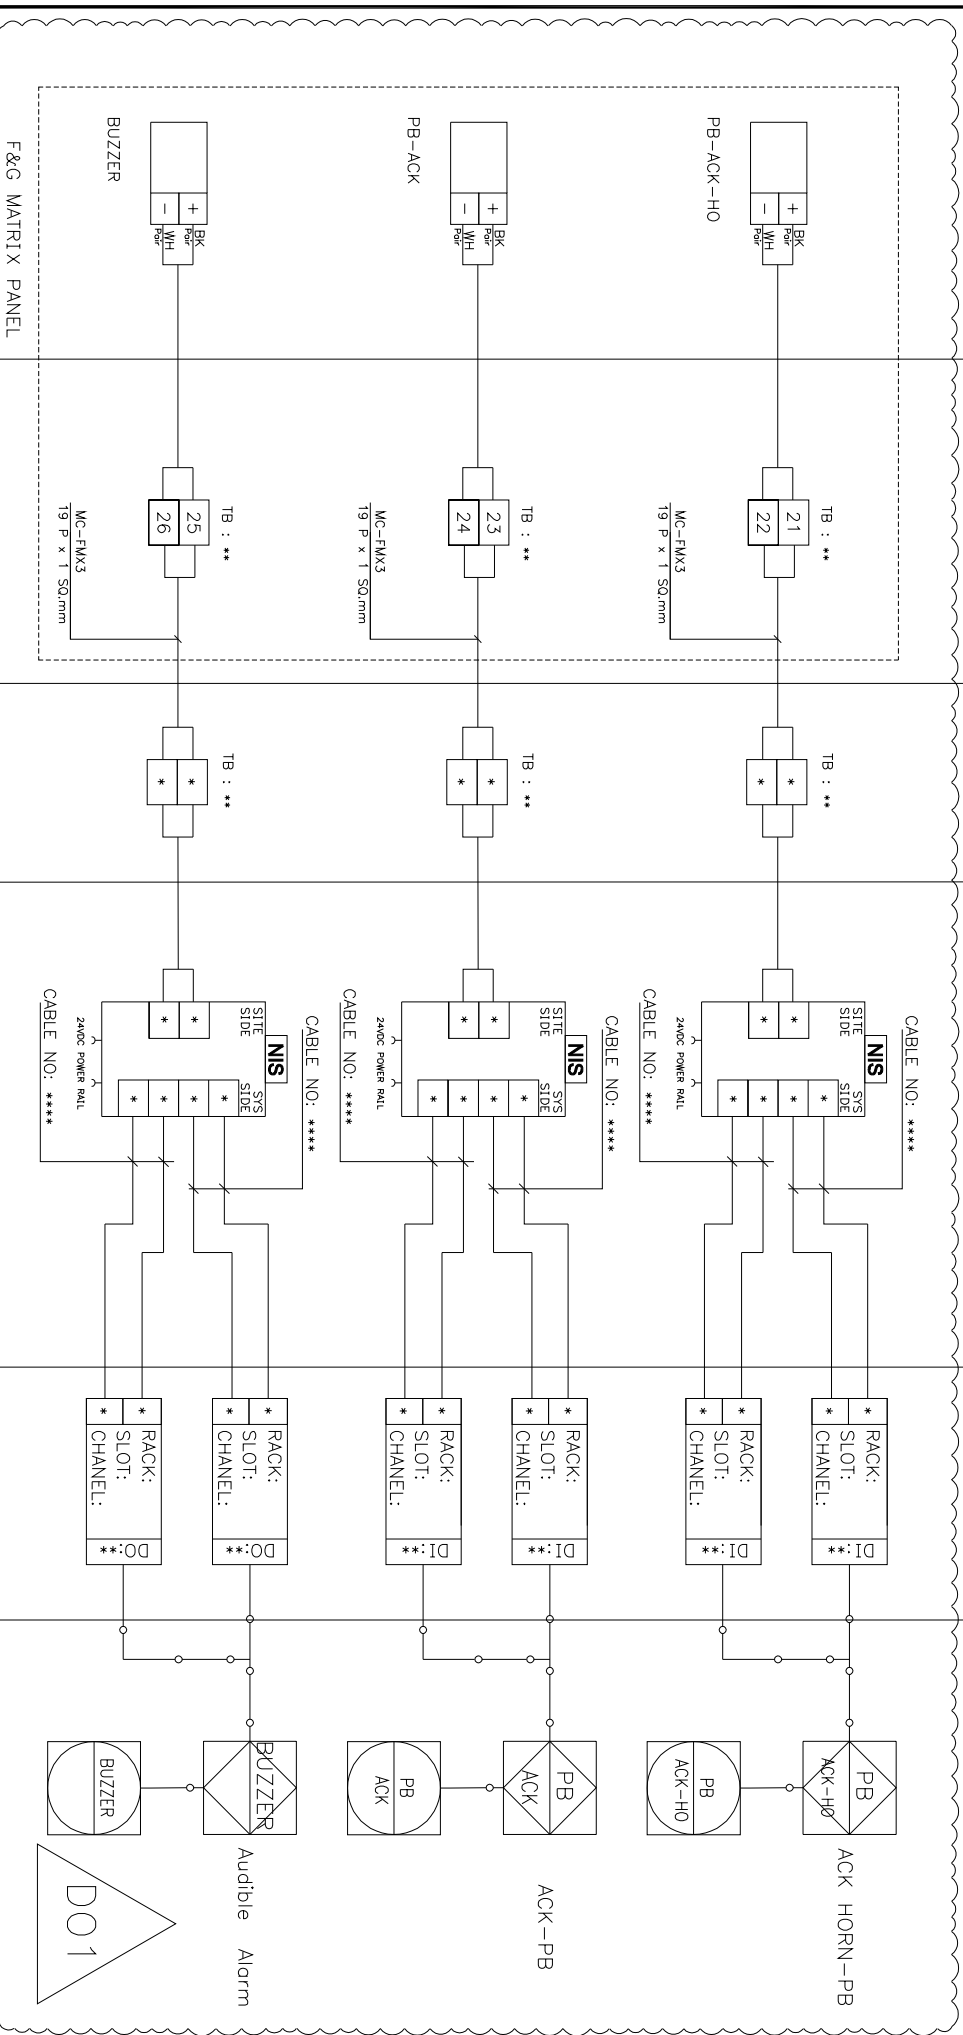 PB-ACK-HO
+
-
BK
Pair
WH
Pair
TB : **
21
22
MC-FMX3
19 P x 1 SQ.mm
TB : **
*
*
CABLE NO: ****
NIS
SITE
SIDE
SYS
SIDE
*
*
*
*
*
*
24VDC POWER RAIL
CABLE NO: ****
*
*
RACK:
SLOT:
CHANEL:
DI:**
*
*
RACK:
SLOT:
CHANEL:
DI:**
PB
ACK-HO
PB
ACK-HO
ACK HORN-PB
PB-ACK
+
-
BK
Pair
WH
Pair
TB : **
23
24
MC-FMX3
19 P x 1 SQ.mm
TB : **
*
*
CABLE NO: ****
NIS
SITE
SIDE
SYS
SIDE
*
*
*
*
*
*
24VDC POWER RAIL
CABLE NO: ****
*
*
RACK:
SLOT:
CHANEL:
DI:**
*
*
RACK:
SLOT:
CHANEL:
DI:**
PB
ACK
PB
ACK
ACK-PB
BUZZER
+
-
BK
Pair
WH
Pair
TB : **
25
26
MC-FMX3
19 P x 1 SQ.mm
TB : **
*
*
CABLE NO: ****
NIS
SITE
SIDE
SYS
SIDE
*
*
*
*
*
*
24VDC POWER RAIL
CABLE NO: ****
*
*
RACK:
SLOT:
CHANEL:
DO:**
*
*
RACK:
SLOT:
CHANEL:
DO:**
BUZZER
BUZZER
Audible Alarm
F&G MATRIX PANEL
D01